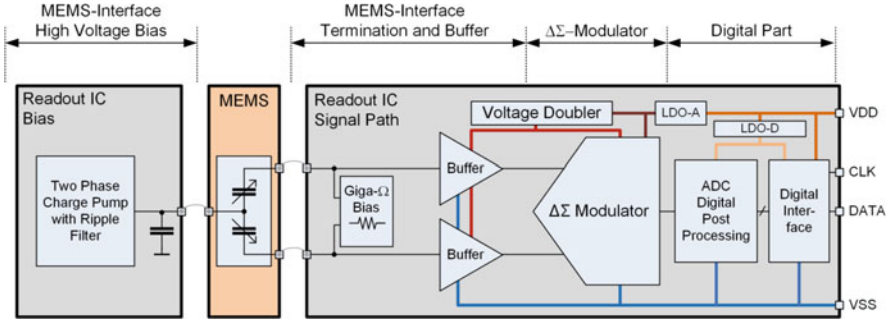 MEMS-Interface
High Voltage Bias
MEMS-Interface
Termination and Buffer
ΔΣ–Modulator
Digital Part
Readout IC
Bias
MEMS
Readout IC
Signal Path
Voltage Doubler
LDO-A
VDD
LDO-D
Two Phase
Charge Pump
with Ripple
Filter
Giga-Ω
Bias
Buffer
Buffer
ΔΣ Modulator
ADC
Digital
Post
Processing
Digital
Inter-
face
CLK
DATA
VSS